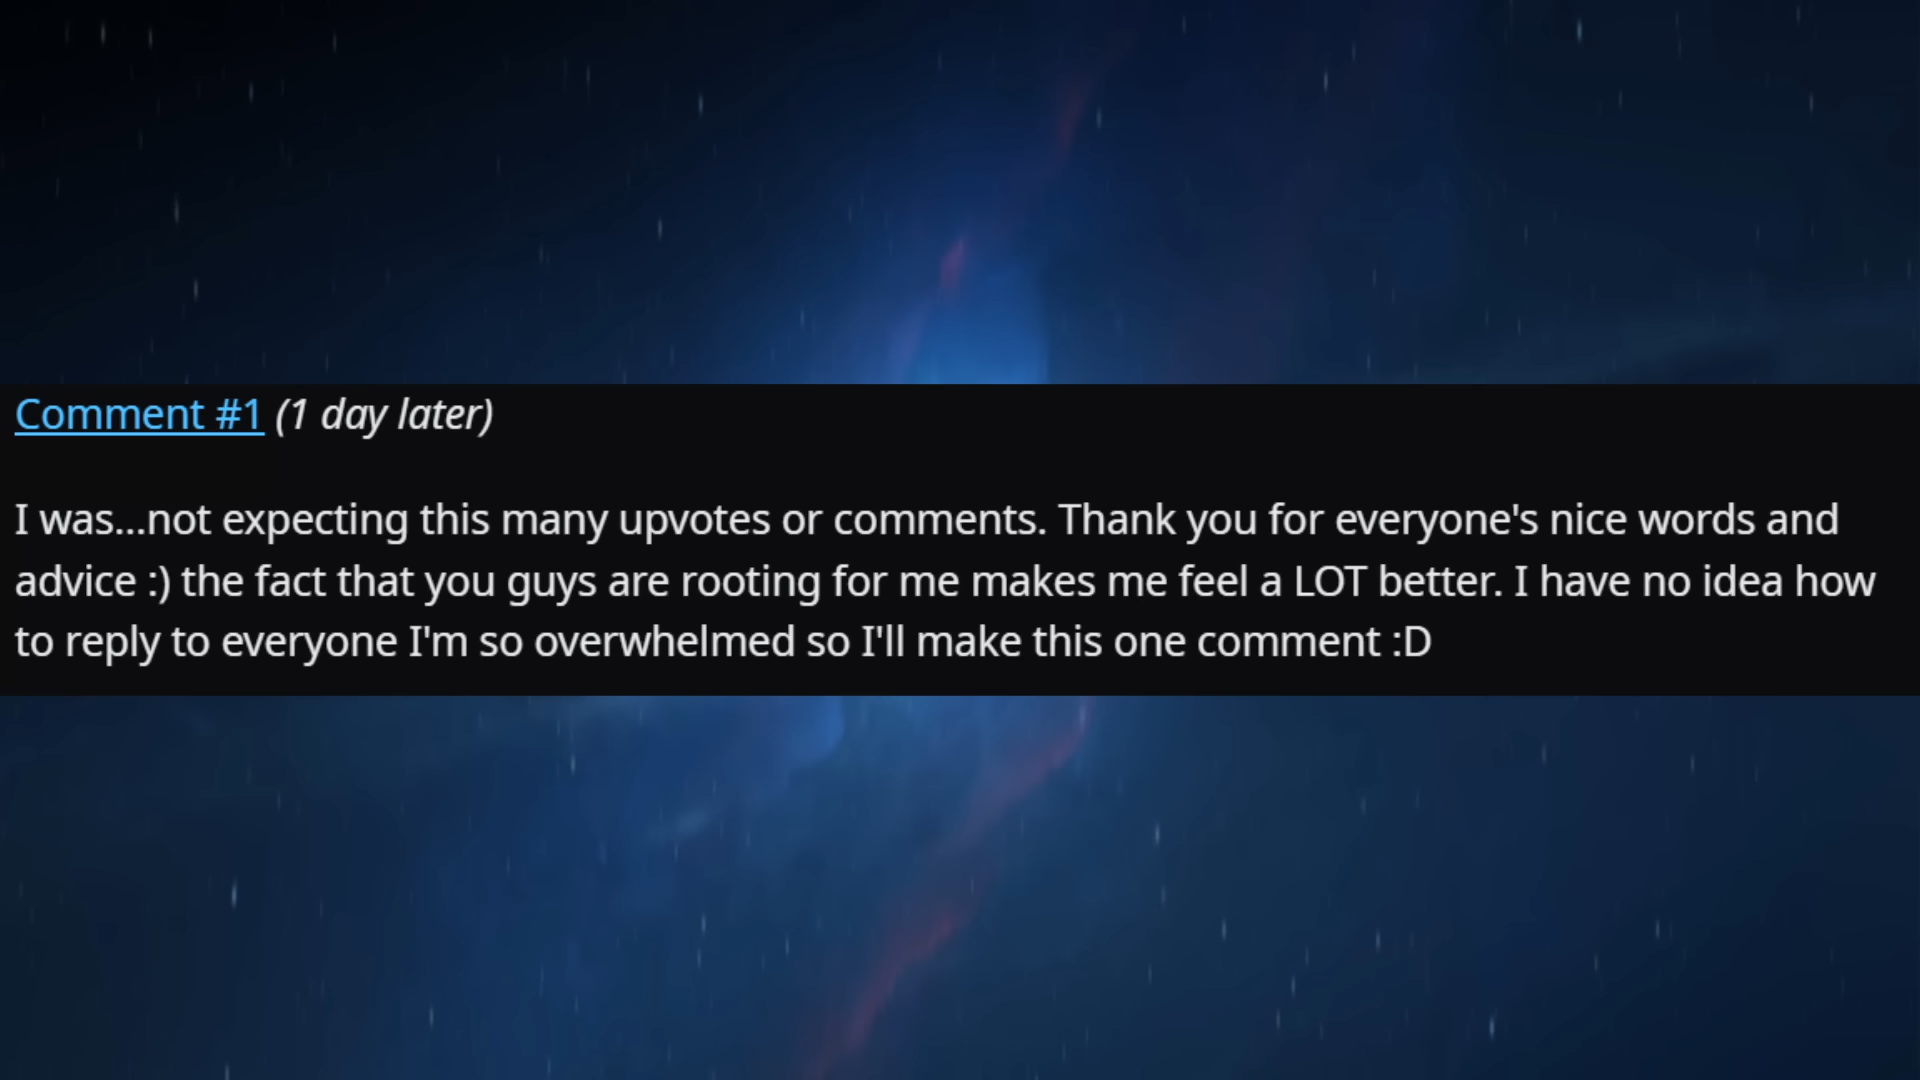 Comment #1 (1 day later)
I was...not expecting this many upvotes or comments. Thank you for everyone's nice words and
advice :) the fact that you guys are rooting for me makes me feel a LOT better. I have no idea how
to reply to everyone I'm so overwhelmed so I'll make this one comment :D